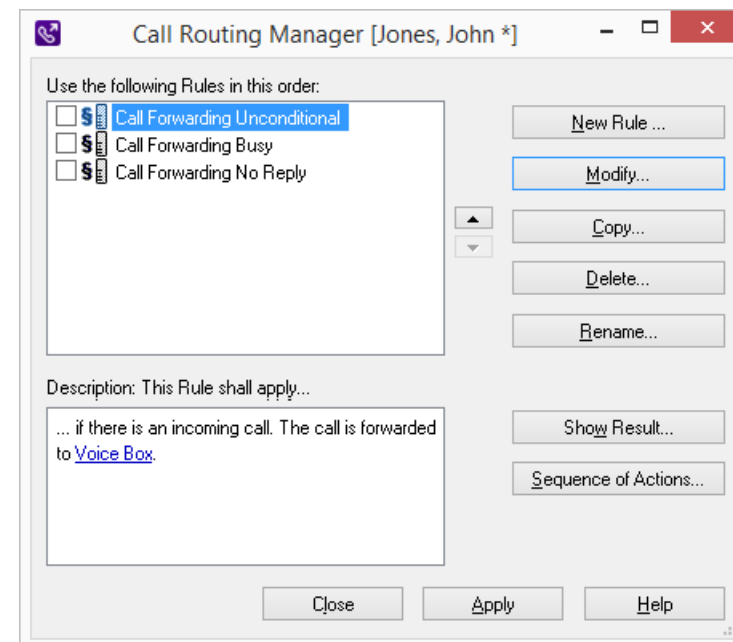 Call Routing Manager [Jones, John *]
Use the following Rules in this order:
§ Call Forwarding Unconditional
§ Call Forwarding Busy
§ Call Forwarding No Reply
New Rule ...
Modify...
Copy...
Delete...
Rename...
Description: This Rule shall apply...
... if there is an incoming call. The call is forwarded
to Voice Box.
Show Result...
Sequence of Actions...
Close
Apply
Help